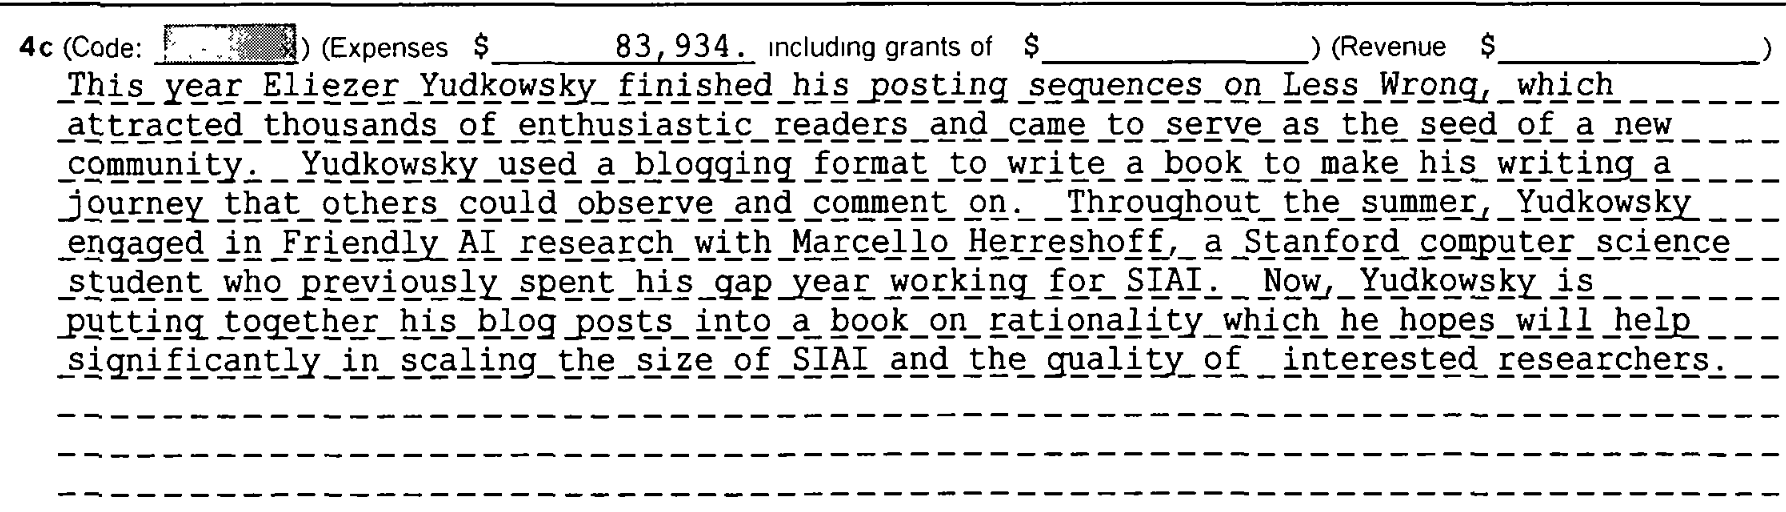 4c (Code: ) (Expenses $ 83,934. including grants of $ ) (Revenue $ )
This year Eliezer Yudkowsky finished his posting sequences on Less Wrong, which
attracted thousands of enthusiastic readers and came to serve as the seed of a new
community. Yudkowsky used a blogging format to write a book to make his writing a
journey that others could observe and comment on. Throughout the summer, Yudkowsky
engaged in Friendly AI research with Marcello Herreshoff, a Stanford computer science
student who previously spent his gap year working for SIAI. Now, Yudkowsky is
putting together his blog posts into a book on rationality which he hopes will help
significantly in scaling the size of SIAI and the quality of interested researchers.